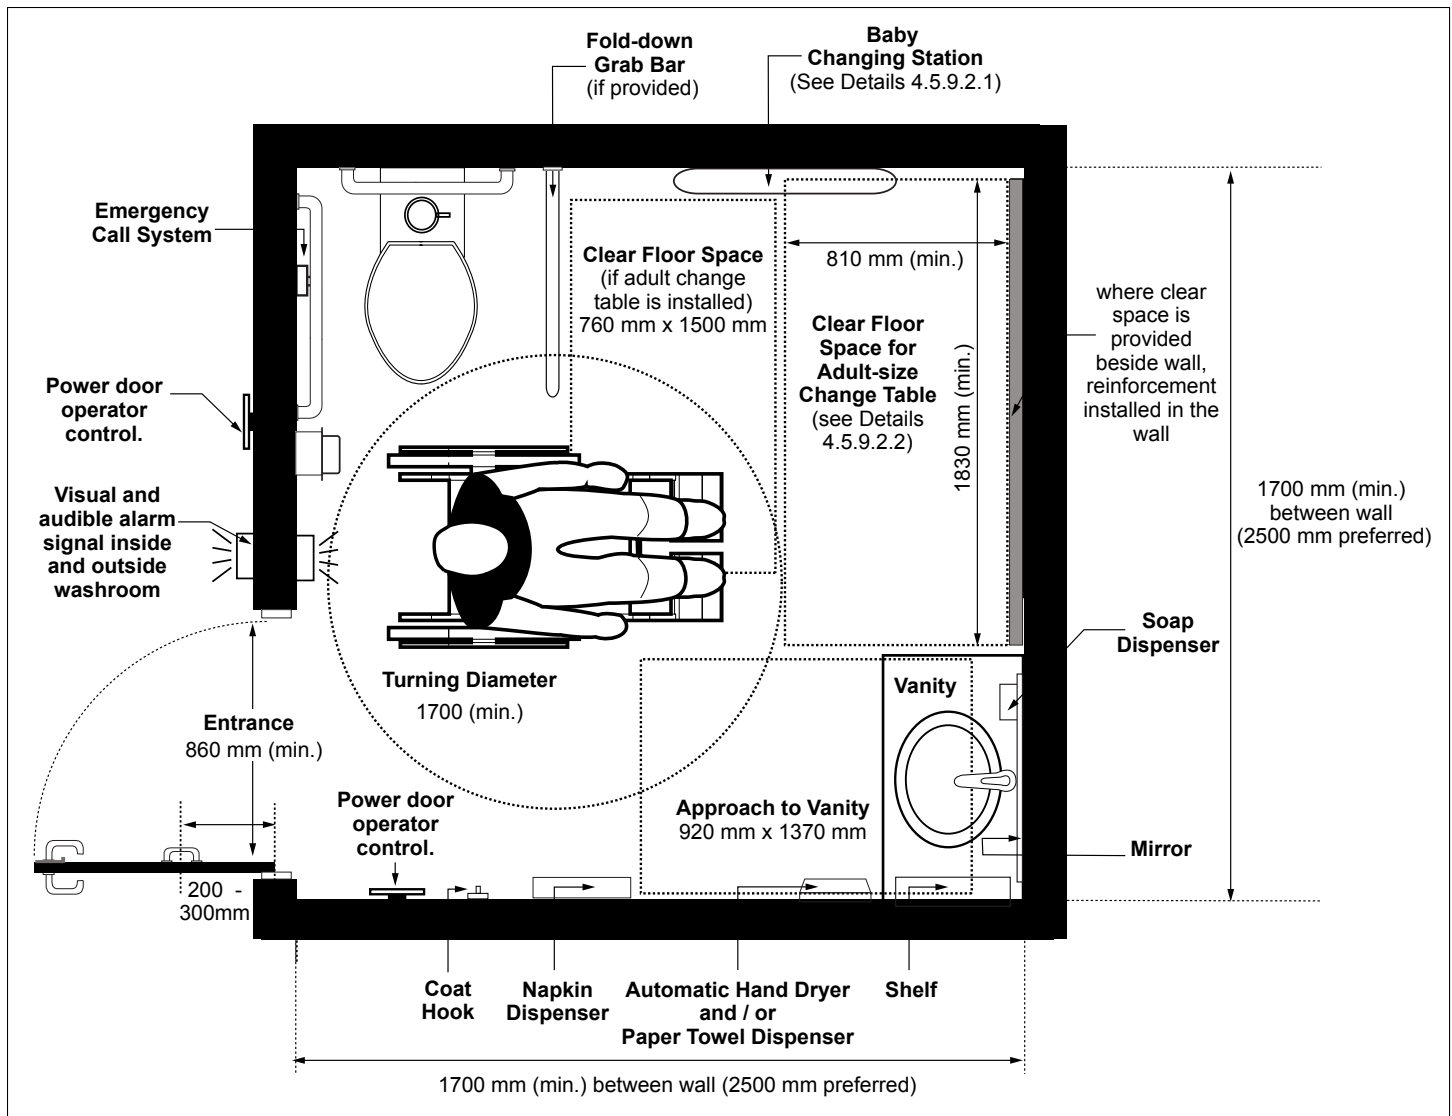 Fold-down
Grab Bar
(if provided)
Baby
Changing Station
(See Details 4.5.9.2.1)
Emergency
Call System
Clear Floor Space
(if adult change
table is installed)
760 mm x 1500 mm
810 mm (min.)
Clear Floor
Space for
Adult-size
Change Table
(see Details
4.5.9.2.2)
1830 mm (min.)
where clear
space is
provided
beside wall,
reinforcement
installed in the
wall
Power door
operator
control.
Visual and
audible alarm
signal inside
and outside
washroom
1700 mm (min.)
between wall
(2500 mm preferred)
Soap
Dispenser
Turning Diameter
1700 (min.)
Vanity
Entrance
860 mm (min.)
Power door
operator
control.
Approach to Vanity
920 mm x 1370 mm
Mirror
200 -
300mm
Coat
Hook
Napkin
Dispenser
Automatic Hand Dryer
and / or
Paper Towel Dispenser
Shelf
1700 mm (min.) between wall (2500 mm preferred)